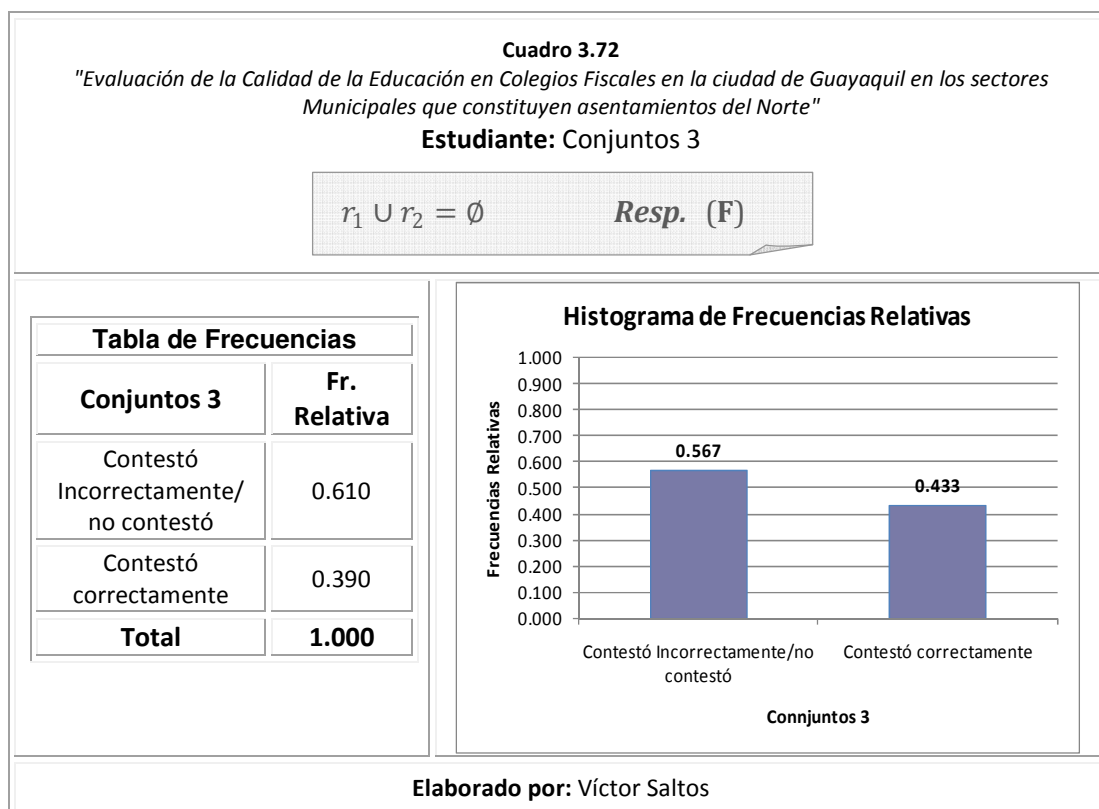 Cuadro 3.72
"Evaluación de la Calidad de la Educación en Colegios Fiscales en la ciudad de Guayaquil en los sectores
Municipales que constituyen asentamientos del Norte"
Estudiante: Conjuntos 3
r₁ ∪ r₂ = ∅ Resp. (F)
Tabla de Frecuencias
Conjuntos 3
Fr.
Relativa
Contestó
Incorrectamente/
no contestó
0.610
Contestó
correctamente
0.390
Total
1.000
Histograma de Frecuencias Relativas
Frecuencias Relativas
1.000
0.900
0.800
0.700
0.600
0.500
0.400
0.300
0.200
0.100
0.000
0.567
0.433
Contestó Incorrectamente/no
contestó
Contestó correctamente
Connjuntos 3
Elaborado por: Víctor Saltos